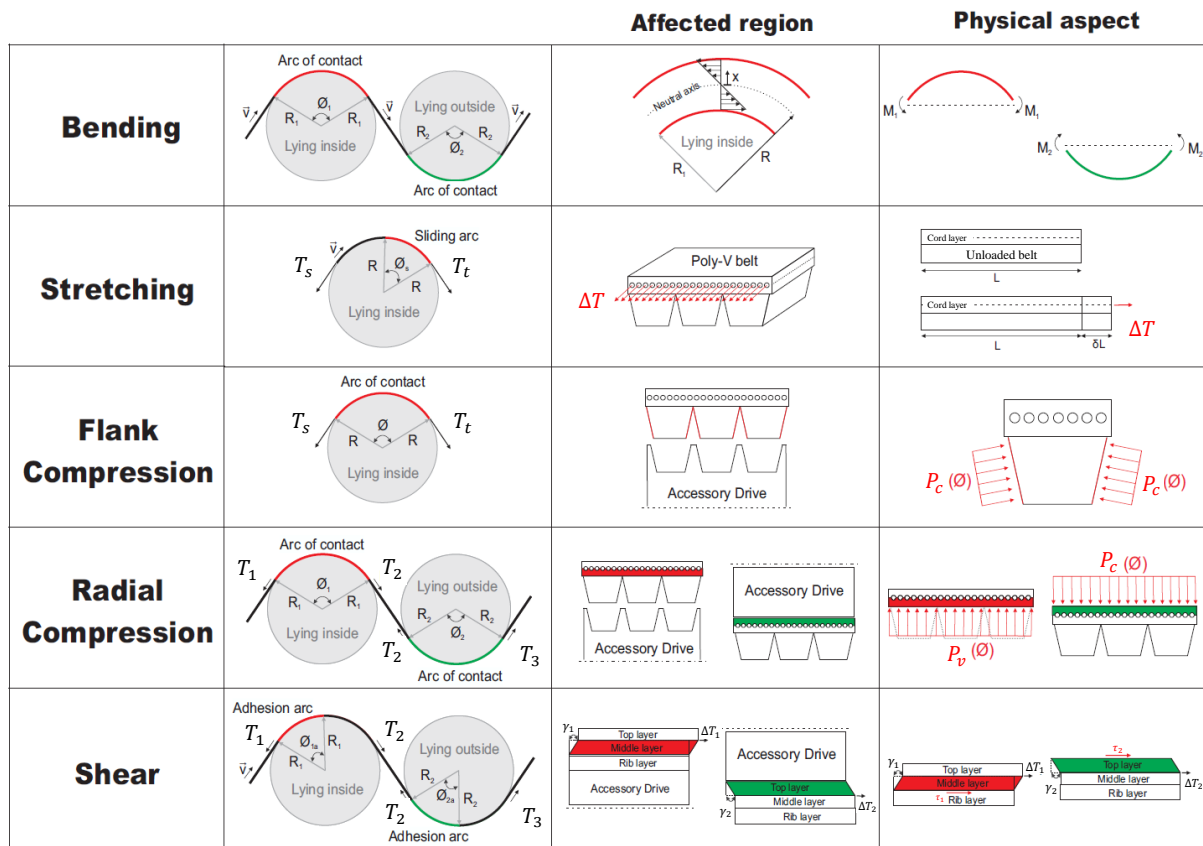 Affected region
Physical aspect
Bending
Arc of contact
v⃗
Ø₁
R₁
R₁
Lying inside
v⃗
Lying outside
v⃗
R₂
R₂
Ø₂
Arc of contact
Neutral axis
x
Lying inside
R₁
R
M₁
M₁
M₂
M₂
Stretching
v⃗
Sliding arc
Tₛ
R
Øₛ
R
Tₜ
Lying inside
Poly-V belt
ΔT
Cord layer
Unloaded belt
L
Cord layer
ΔT
L
δL
Flank
Compression
Arc of contact
Tₛ
Ø
Tₜ
R
R
Lying inside
Accessory Drive
P_c (Ø)
P_c (Ø)
Radial
Compression
Arc of contact
T₁
T₂
Ø₁
R₁
R₁
Lying inside
Lying outside
R₂
R₂
Ø₂
T₂
T₃
Arc of contact
Accessory Drive
Accessory Drive
P_v (Ø)
P_c (Ø)
Shear
Adhesion arc
T₁
T₂
Ø₁ₐ
R₁
R₁
v⃗
Lying inside
Lying outside
R₂
Ø₂ₐ
R₂
T₂
T₃
Adhesion arc
γ₁
Top layer
ΔT₁
Middle layer
Rib layer
Accessory Drive
Accessory Drive
Top layer
γ₂
Middle layer
ΔT₂
Rib layer
γ₁
Top layer
ΔT₁
Middle layer
τ₁
Rib layer
τ₂
Top layer
γ₂
Middle layer
ΔT₂
Rib layer